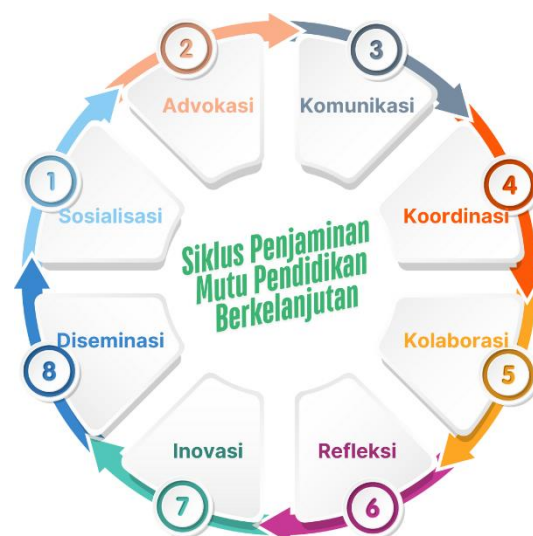 Siklus Penjaminan
Mutu Pendidikan
Berkelanjutan
1
Sosialisasi
2
Advokasi
3
Komunikasi
4
Koordinasi
5
Kolaborasi
6
Refleksi
7
Inovasi
8
Diseminasi